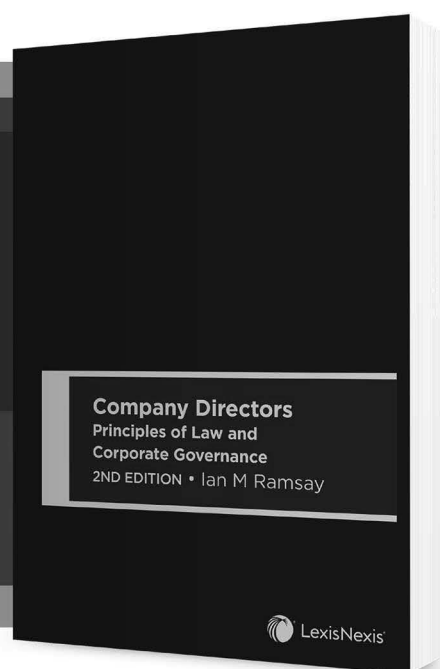 Company Directors
Principles of Law and
Corporate Governance
2ND EDITION • Ian M Ramsay
LexisNexis®